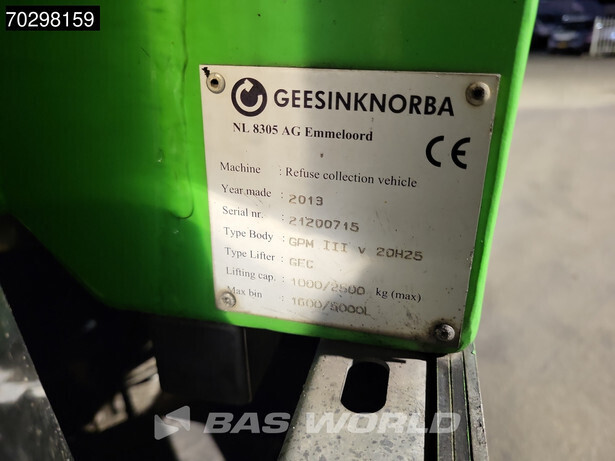 70298159
GEESINKNORBA
NL 8305 AG Emmeloord
CE
Machine : Refuse collection vehicle
Year made : 2013
Serial nr. : 21200715
Type Body : GPM III v 20H25
Type Lifter : GEC
Lifting cap. : 1000/2500 kg (max)
Max bin : 1600/5000L
BAS WORLD